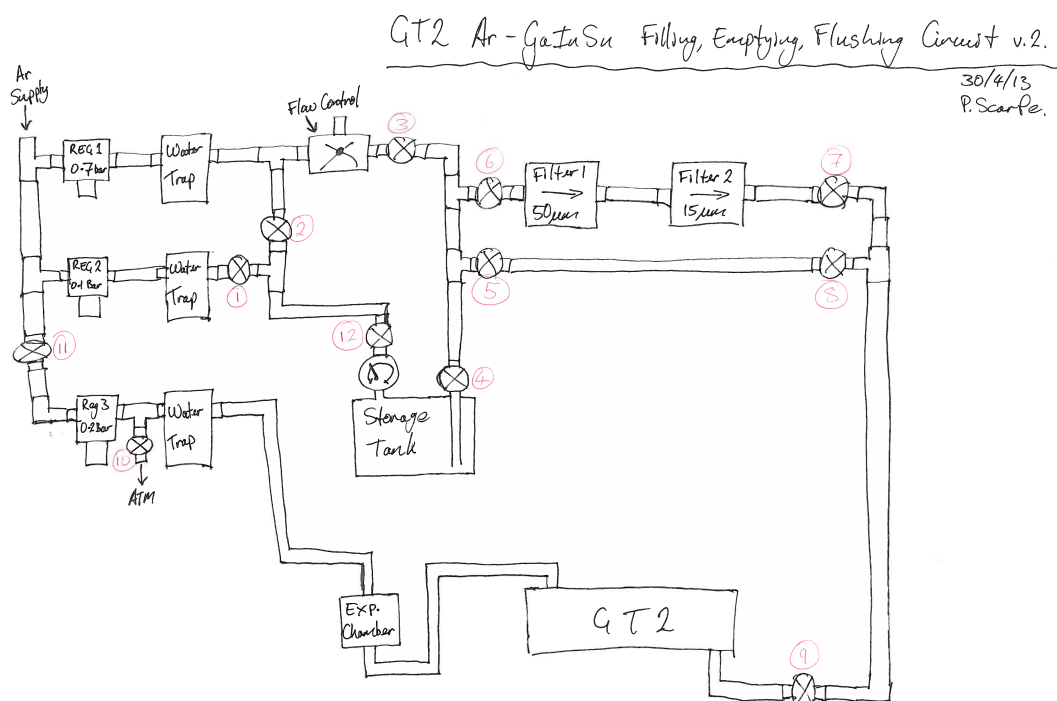 GT2 Ar-GaInSn Filling, Emptying, Flushing Circuit v.2.
30/4/13
P. Scarfe.
Ar
Supply
REG 1
0-7 bar
Water
Trap
Flow Control
3
6
Filter 1
50μm
Filter 2
15μm
7
2
REG 2
0-1 Bar
Water
Trap
1
5
8
11
12
4
Storage
Tank
Reg 3
0-2 Bar
Water
Trap
10
ATM
Exp.
Chamber
GT2
9